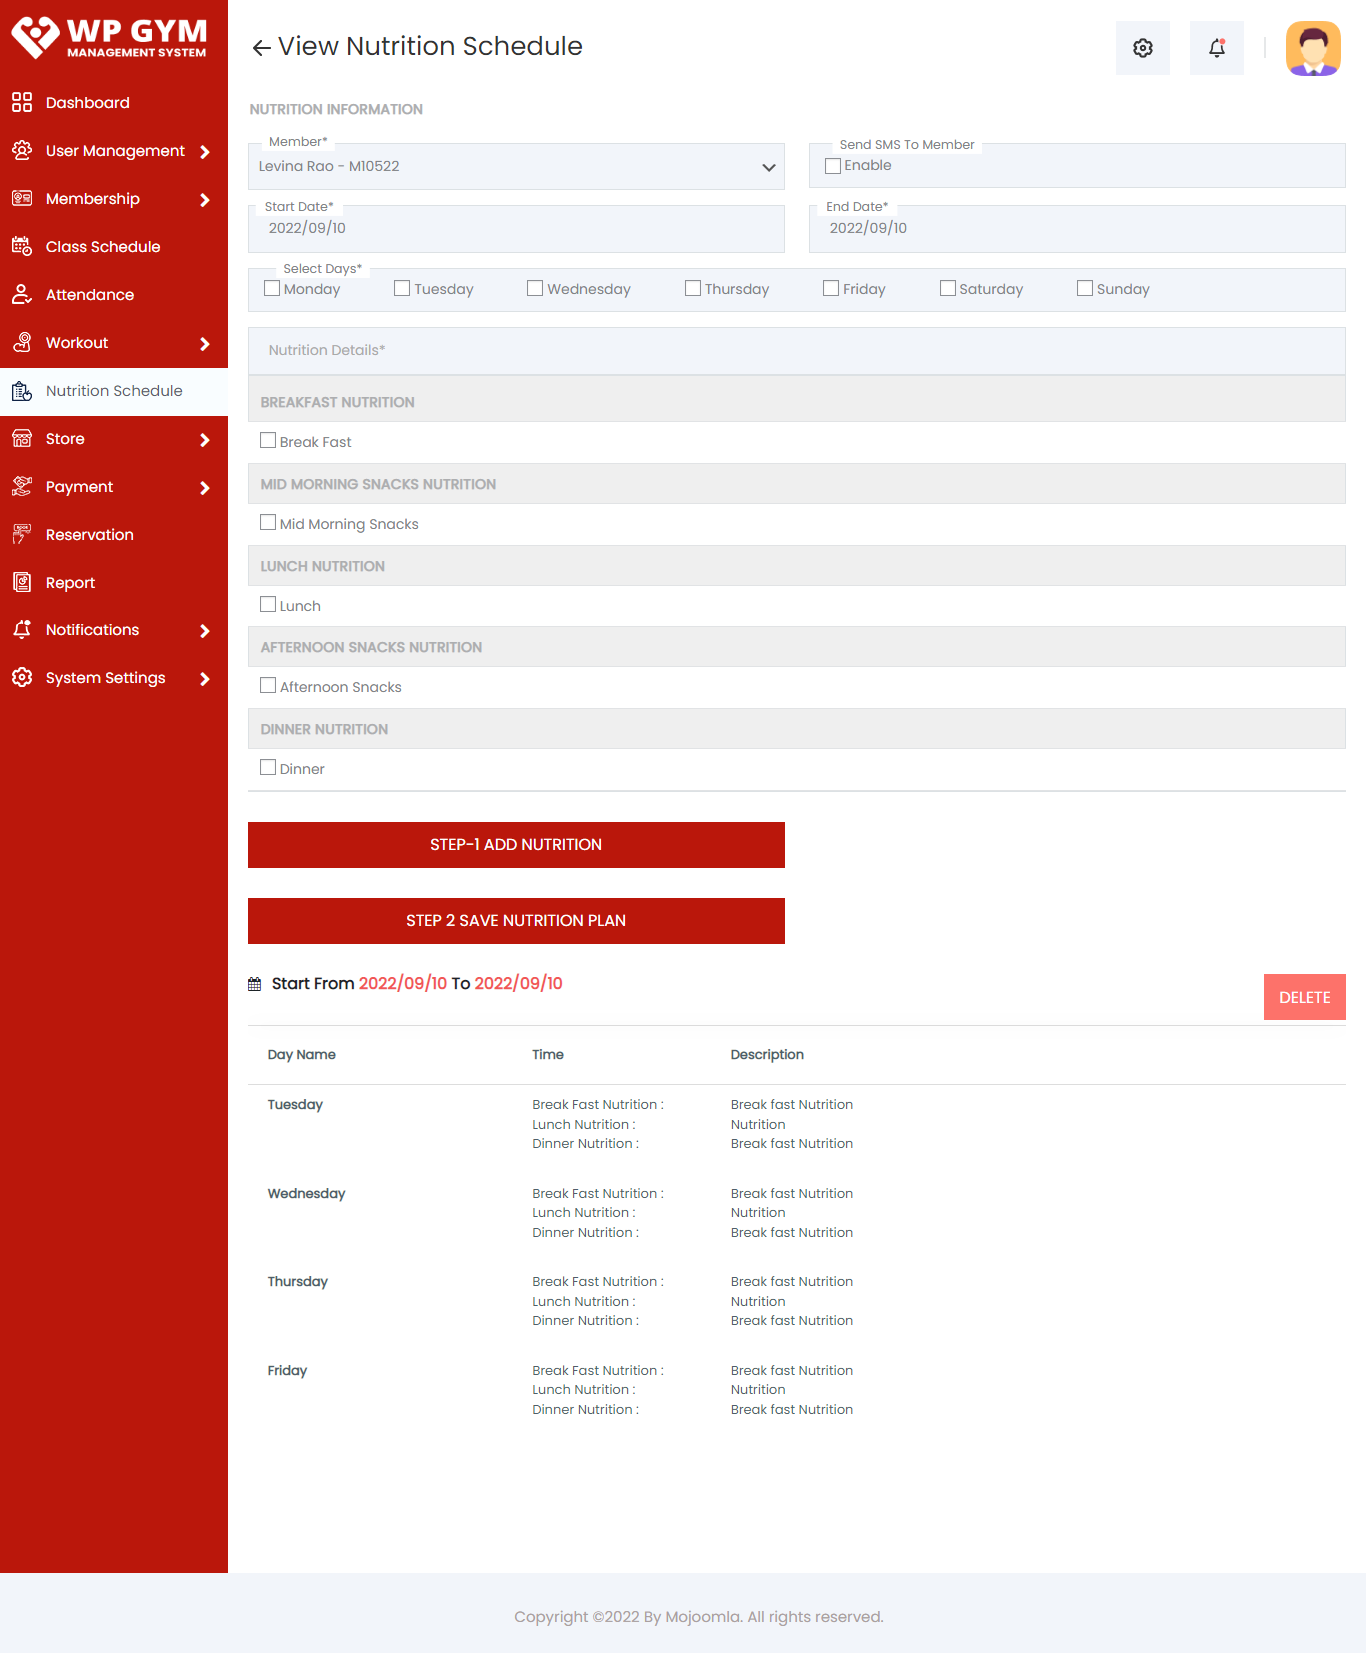 WP GYM
MANAGEMENT SYSTEM
Dashboard
User Management
Membership
Class Schedule
Attendance
Workout
Nutrition Schedule
Store
Payment
Reservation
Report
Notifications
System Settings
View Nutrition Schedule
NUTRITION INFORMATION
Member*
Levina Rao - M10522
Send SMS To Member
Enable
Start Date*
2022/09/10
End Date*
2022/09/10
Select Days*
Monday Tuesday Wednesday Thursday Friday Saturday Sunday
Nutrition Details*
BREAKFAST NUTRITION
Break Fast
MID MORNING SNACKS NUTRITION
Mid Morning Snacks
LUNCH NUTRITION
Lunch
AFTERNOON SNACKS NUTRITION
Afternoon Snacks
DINNER NUTRITION
Dinner
STEP-1 ADD NUTRITION
STEP 2 SAVE NUTRITION PLAN
Start From 2022/09/10 To 2022/09/10
DELETE
Day Name Time Description
Tuesday Break Fast Nutrition : Break fast Nutrition
Lunch Nutrition : Nutrition
Dinner Nutrition : Break fast Nutrition
Wednesday Break Fast Nutrition : Break fast Nutrition
Lunch Nutrition : Nutrition
Dinner Nutrition : Break fast Nutrition
Thursday Break Fast Nutrition : Break fast Nutrition
Lunch Nutrition : Nutrition
Dinner Nutrition : Break fast Nutrition
Friday Break Fast Nutrition : Break fast Nutrition
Lunch Nutrition : Nutrition
Dinner Nutrition : Break fast Nutrition
Copyright ©2022 By Mojoomla. All rights reserved.